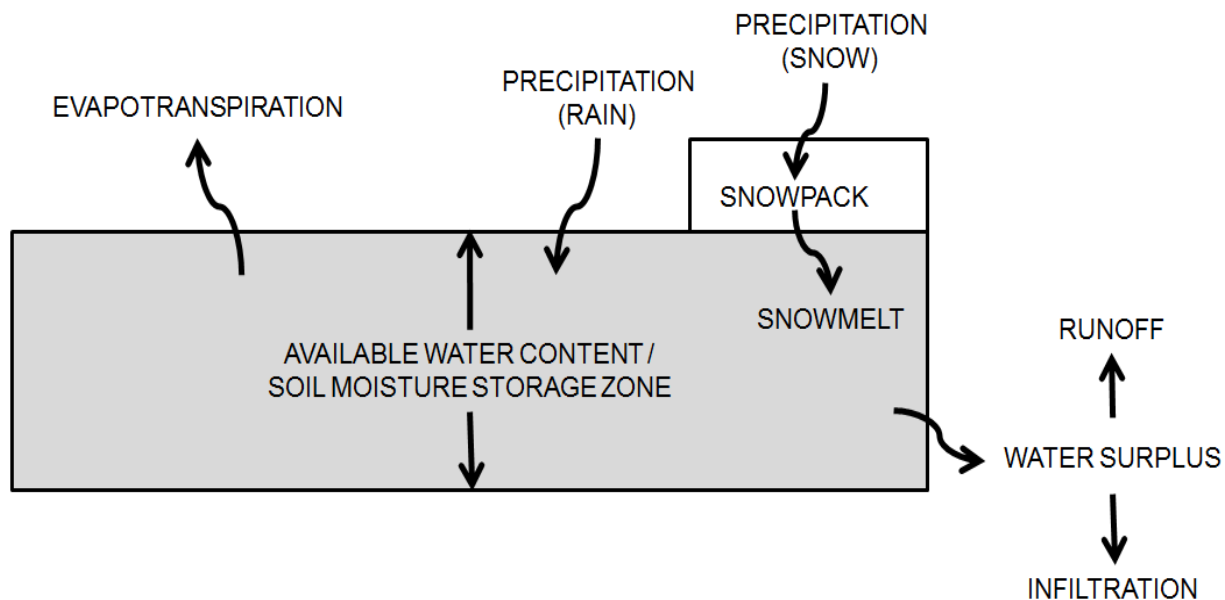 PRECIPITATION
(SNOW)
PRECIPITATION
(RAIN)
EVAPOTRANSPIRATION
SNOWPACK
SNOWMELT
AVAILABLE WATER CONTENT /
SOIL MOISTURE STORAGE ZONE
RUNOFF
WATER SURPLUS
INFILTRATION